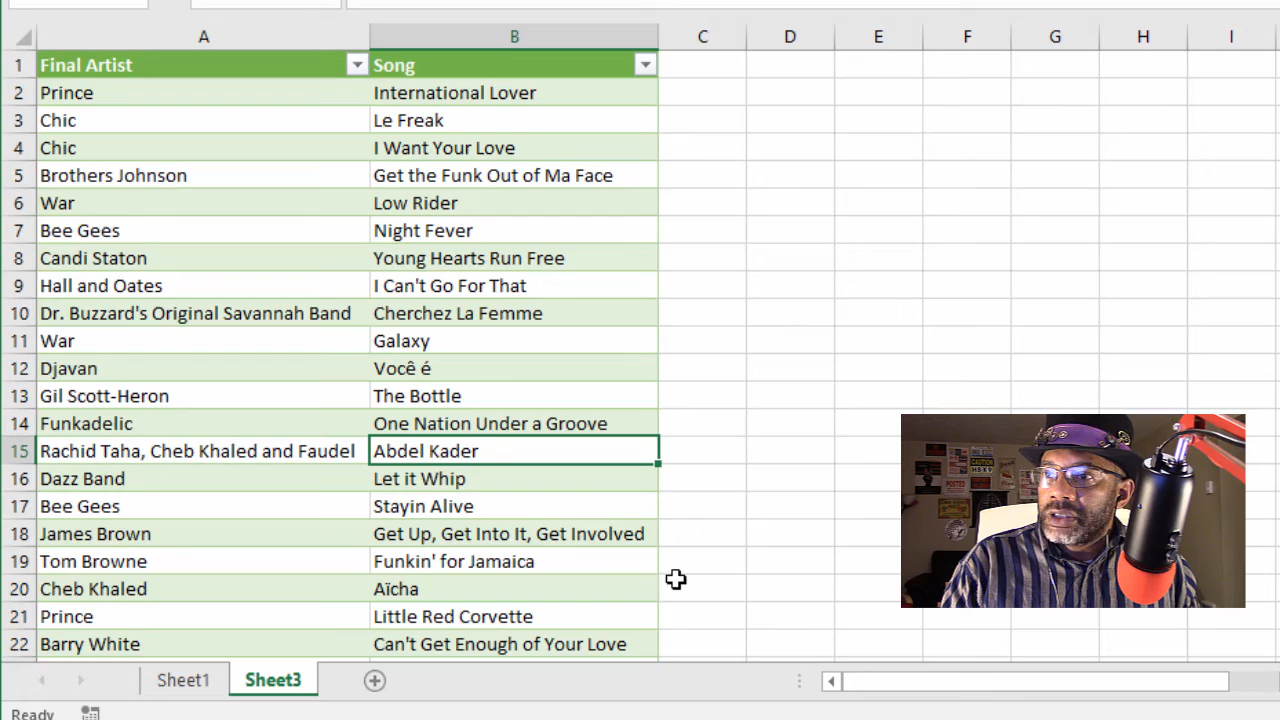 A B C D E F G H I
1 Final Artist Song
2 Prince International Lover
3 Chic Le Freak
4 Chic I Want Your Love
5 Brothers Johnson Get the Funk Out of Ma Face
6 War Low Rider
7 Bee Gees Night Fever
8 Candi Staton Young Hearts Run Free
9 Hall and Oates I Can't Go For That
10 Dr. Buzzard's Original Savannah Band Cherchez La Femme
11 War Galaxy
12 Djavan Você é
13 Gil Scott-Heron The Bottle
14 Funkadelic One Nation Under a Groove
15 Rachid Taha, Cheb Khaled and Faudel Abdel Kader
16 Dazz Band Let it Whip
17 Bee Gees Stayin Alive
18 James Brown Get Up, Get Into It, Get Involved
19 Tom Browne Funkin' for Jamaica
20 Cheb Khaled Aïcha
21 Prince Little Red Corvette
22 Barry White Can't Get Enough of Your Love
CAUTION
POSTED
Sheet1 Sheet3
Ready